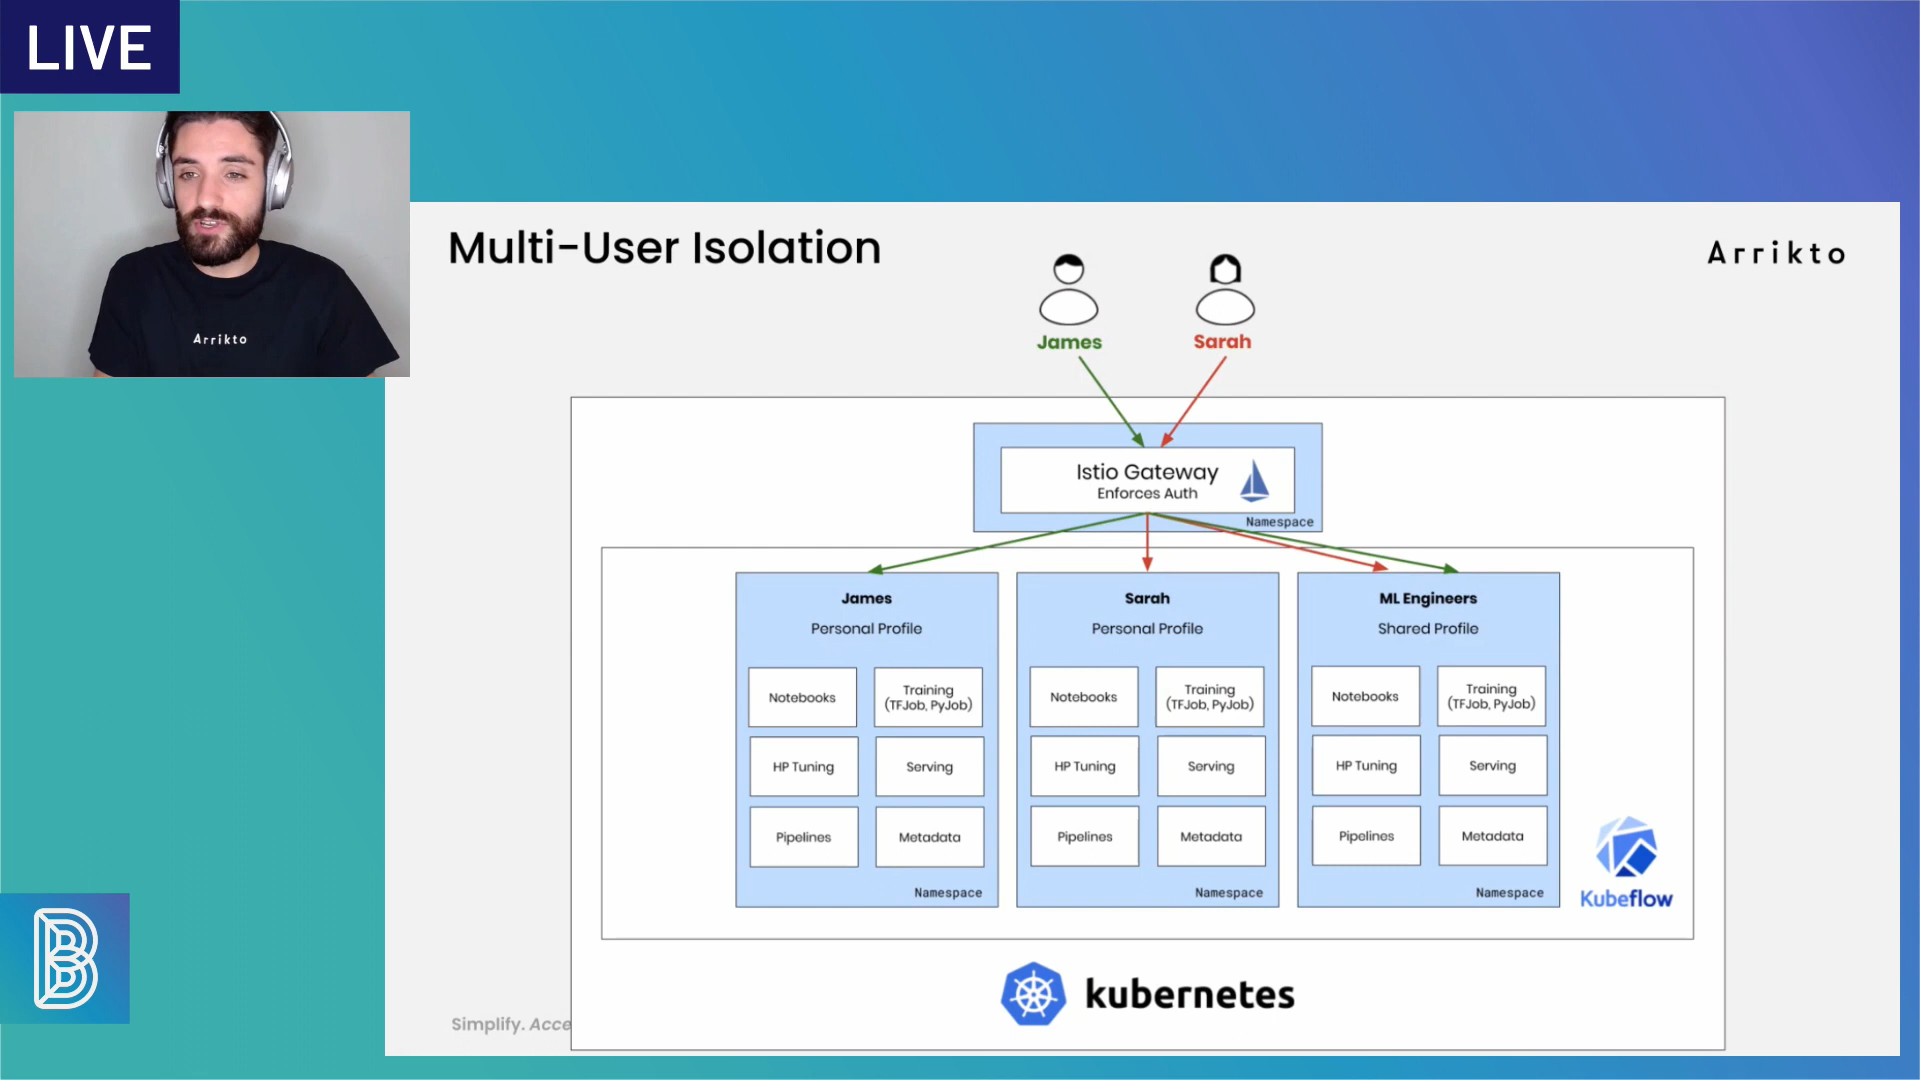 LIVE
Arrikto
Multi-User Isolation
Arrikto
James
Sarah
Istio Gateway
Enforces Auth
Namespace
James
Personal Profile
Notebooks
Training
(TFJob, PyJob)
HP Tuning
Serving
Pipelines
Metadata
Namespace
Sarah
Personal Profile
Notebooks
Training
(TFJob, PyJob)
HP Tuning
Serving
Pipelines
Metadata
Namespace
ML Engineers
Shared Profile
Notebooks
Training
(TFJob, PyJob)
HP Tuning
Serving
Pipelines
Metadata
Namespace
Kubeflow
kubernetes
Simplify. Acce
B